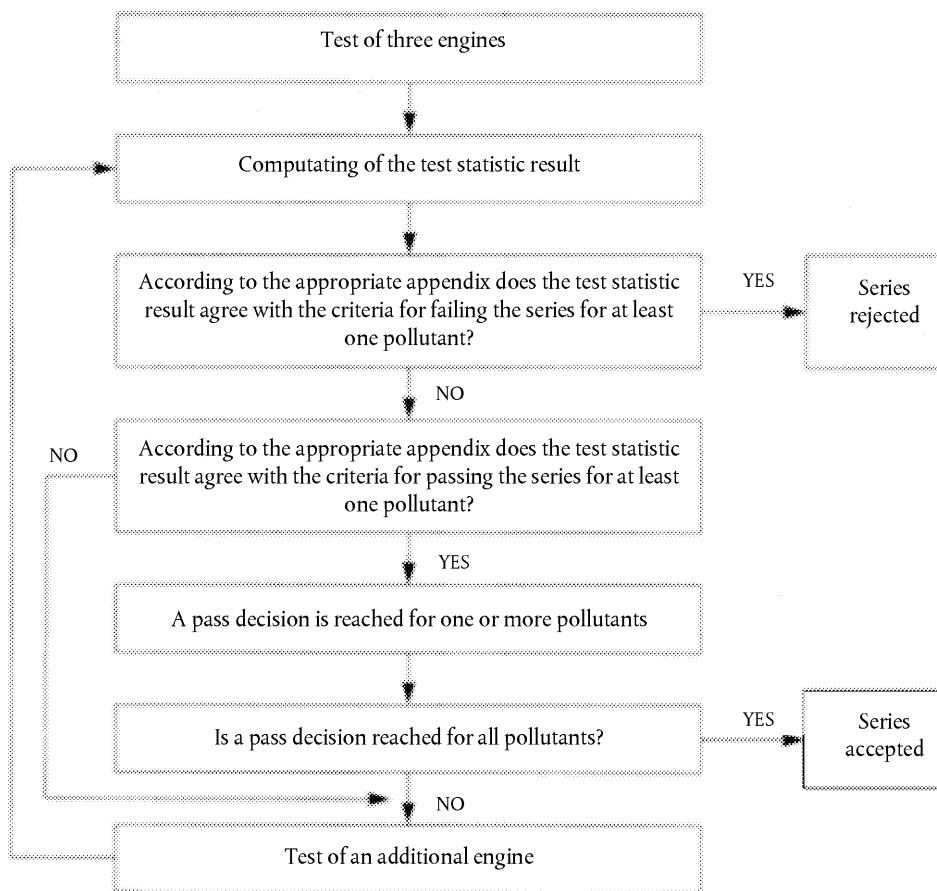 Test of three engines
Computating of the test statistic result
According to the appropriate appendix does the test statistic
result agree with the criteria for failing the series for at least
one pollutant?
YES
Series
rejected
NO
According to the appropriate appendix does the test statistic
result agree with the criteria for passing the series for at least
one pollutant?
NO
YES
A pass decision is reached for one or more pollutants
Is a pass decision reached for all pollutants?
YES
Series
accepted
NO
Test of an additional engine